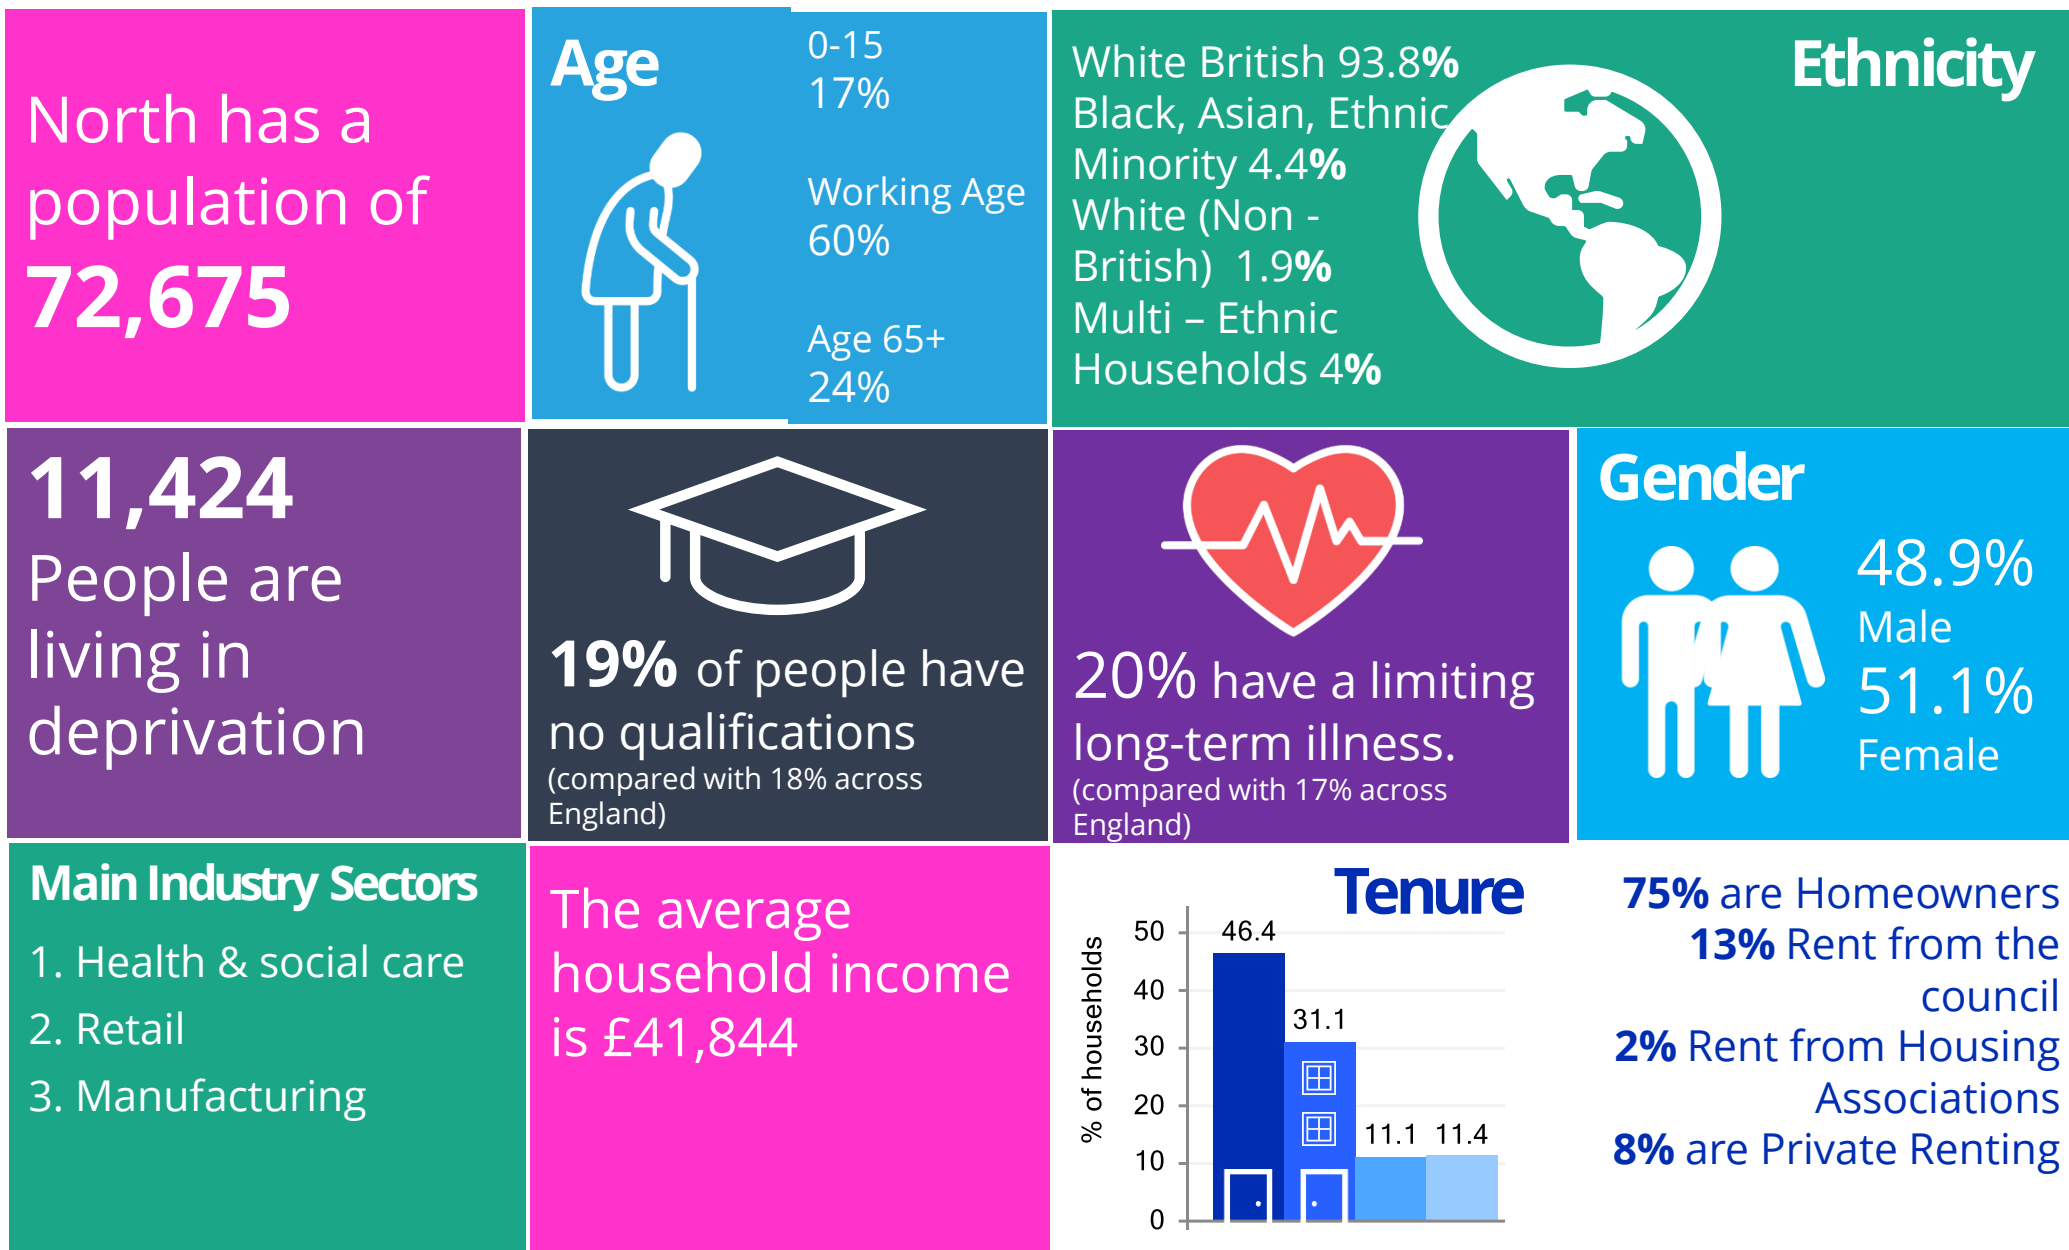 North has a
population of
72,675
Age
0-15
17%
Working Age
60%
Age 65+
24%
Ethnicity
White British 93.8%
Black, Asian, Ethnic
Minority 4.4%
White (Non -
British)  1.9%
Multi – Ethnic
Households 4%
11,424
People are
living in
deprivation
19% of people have
no qualifications
(compared with 18% across
England)
20% have a limiting
long-term illness.
(compared with 17% across
England)
Gender
48.9%
Male
51.1%
Female
Main Industry Sectors
1. Health & social care
2. Retail
3. Manufacturing
The average
household income
is £41,844
Tenure
% of households
50
40
30
20
10
0
46.4
31.1
11.1
11.4
75% are Homeowners
13% Rent from the
council
2% Rent from Housing
Associations
8% are Private Renting